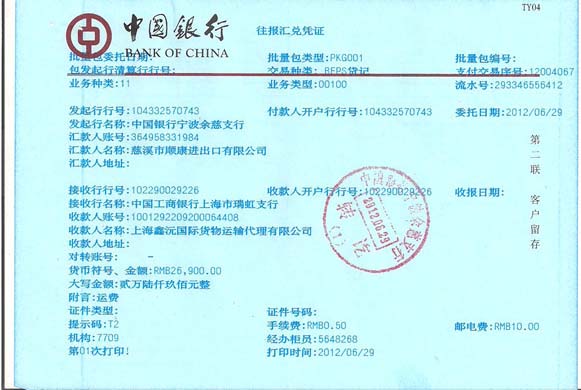 TY04
中國銀行 往报汇兑凭证
BANK OF CHINA
批量包委托日期: 批量包类型:PKG001 批量包编号:
包发起行清算行行号: 交易种类: BEPS贷记 支付交易序号:12004067
业务种类:11 业务类型:00100 流水号:293346556412
发起行行号:104332570743 付款人开户行行号:104332570743 委托日期:2012/06/29
发起行名称:中国银行宁波余慈支行
汇款人账号:364958331984
汇款人名称:慈溪市顺康进出口有限公司
汇款人地址:
第二联 客户留存
接收行行号:102290029226 收款人开户行行号:102290029226 收报日期:
接收行名称:中国工商银行上海市瑞虹支行
收款人账号:1001292209200064408
收款人名称:上海鑫沅国际货物运输代理有限公司
收款人地址:
对转账号: -
货币符号、金额:RMB26,900.00
大写金额:贰万陆仟玖佰元整
附言:运费
证件类型: 证件号码:
提示码:T2 手续费:RMB0.50 邮电费:RMB10.00
机构:7709 经办柜员:5648268
第01次打印! 打印时间:2012/06/29
2012.06.29
转讫
(1)